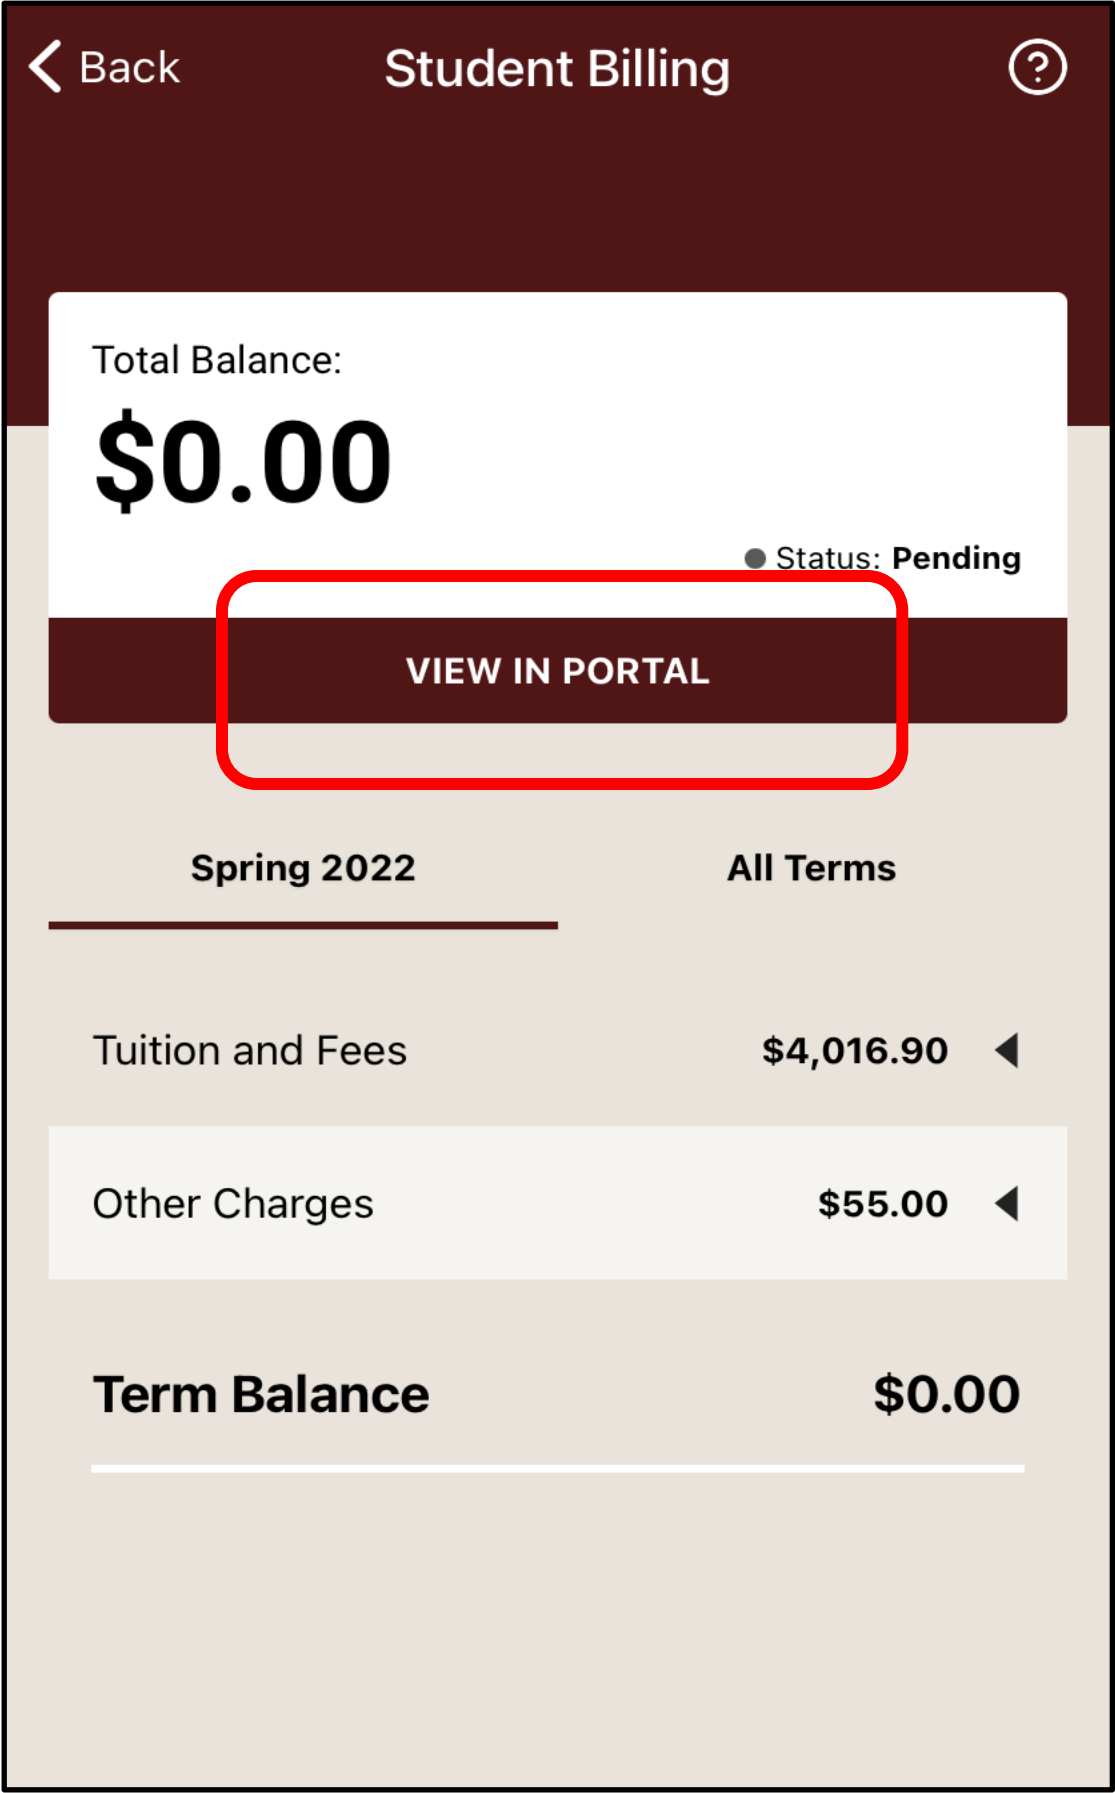 Back Student Billing ?
Total Balance:
$0.00
Status: Pending
VIEW IN PORTAL
Spring 2022 All Terms
Tuition and Fees $4,016.90
Other Charges $55.00
Term Balance $0.00